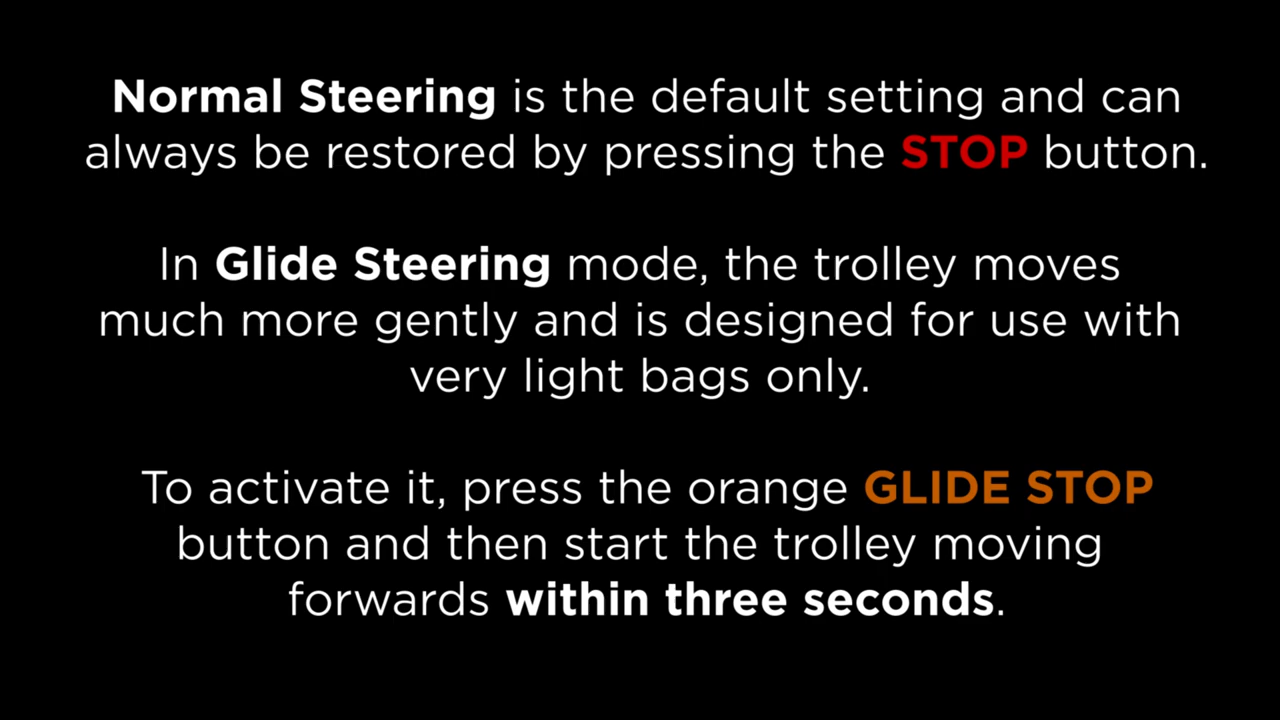 Normal Steering is the default setting and can
always be restored by pressing the STOP button.
In Glide Steering mode, the trolley moves
much more gently and is designed for use with
very light bags only.
To activate it, press the orange GLIDE STOP
button and then start the trolley moving
forwards within three seconds.